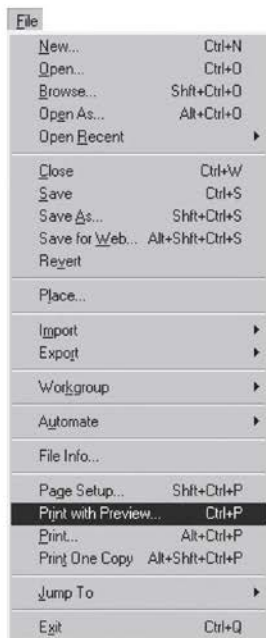 File
New... Ctrl+N
Open... Ctrl+O
Browse... Shft+Ctrl+O
Open As... Alt+Ctrl+O
Open Recent
Close Ctrl+W
Save Ctrl+S
Save As... Shft+Ctrl+S
Save for Web... Alt+Shft+Ctrl+S
Revert
Place...
Import
Export
Workgroup
Automate
File Info...
Page Setup... Shft+Ctrl+P
Print with Preview... Ctrl+P
Print... Alt+Ctrl+P
Print One Copy Alt+Shft+Ctrl+P
Jump To
Exit Ctrl+Q